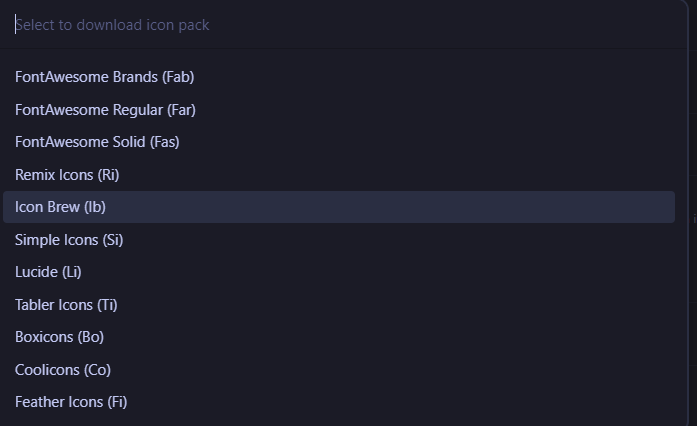 Select to download icon pack
FontAwesome Brands (Fab)
FontAwesome Regular (Far)
FontAwesome Solid (Fas)
Remix Icons (Ri)
Icon Brew (Ib)
Simple Icons (Si)
Lucide (Li)
Tabler Icons (Ti)
Boxicons (Bo)
Coolicons (Co)
Feather Icons (Fi)